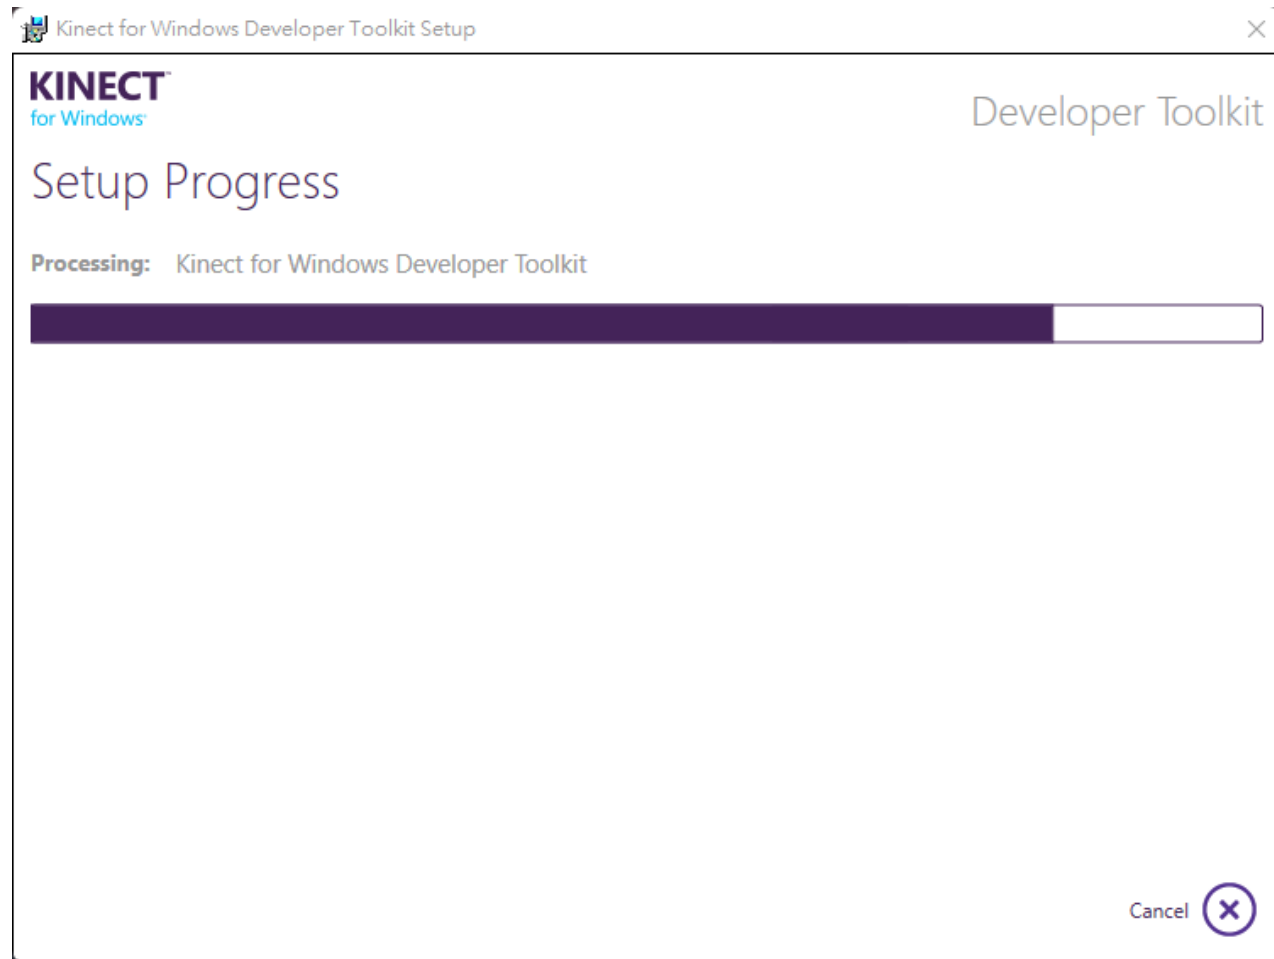 Kinect for Windows Developer Toolkit Setup
KINECT™
for Windows®
Developer Toolkit
Setup Progress
Processing: Kinect for Windows Developer Toolkit
Cancel